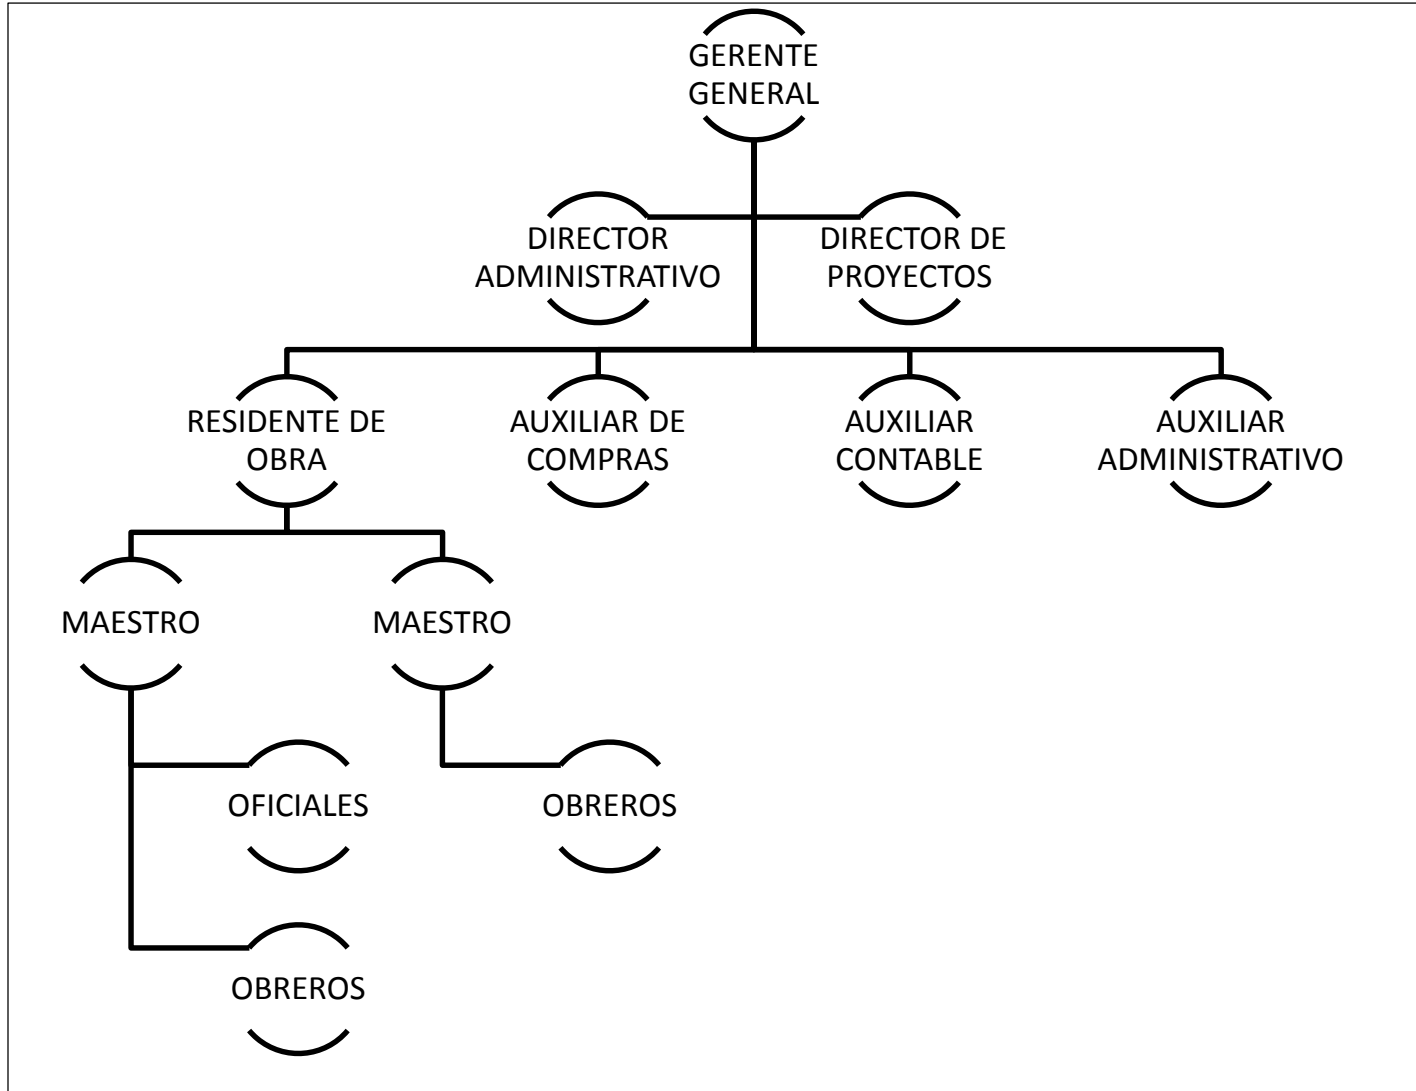 GERENTE
GENERAL
DIRECTOR
ADMINISTRATIVO
DIRECTOR DE
PROYECTOS
RESIDENTE DE
OBRA
AUXILIAR DE
COMPRAS
AUXILIAR
CONTABLE
AUXILIAR
ADMINISTRATIVO
MAESTRO
MAESTRO
OFICIALES
OBREROS
OBREROS